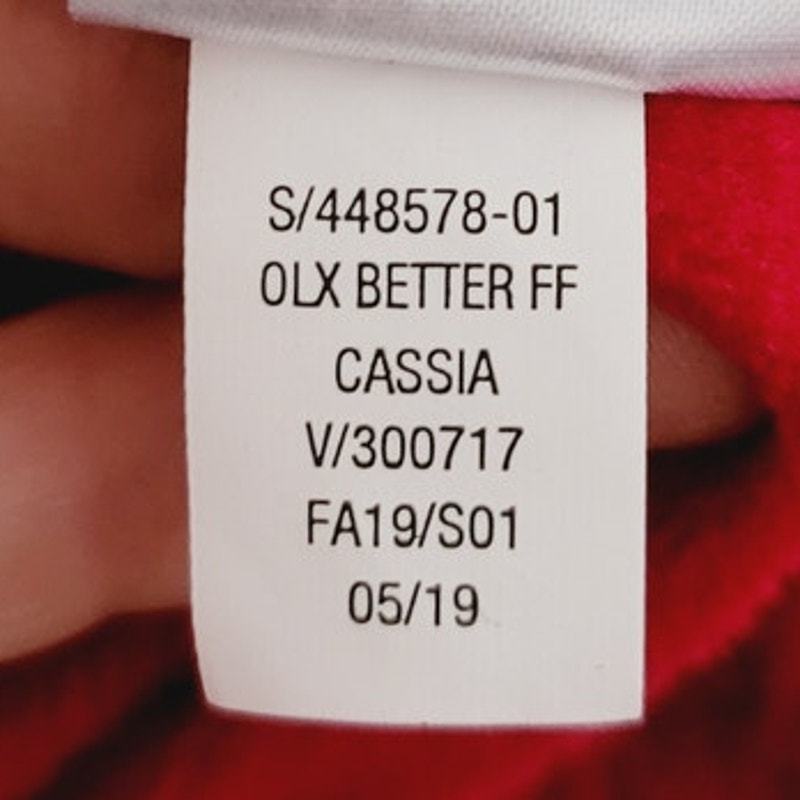 S/448578-01
OLX BETTER FF
CASSIA
V/300717
FA19/S01
05/19